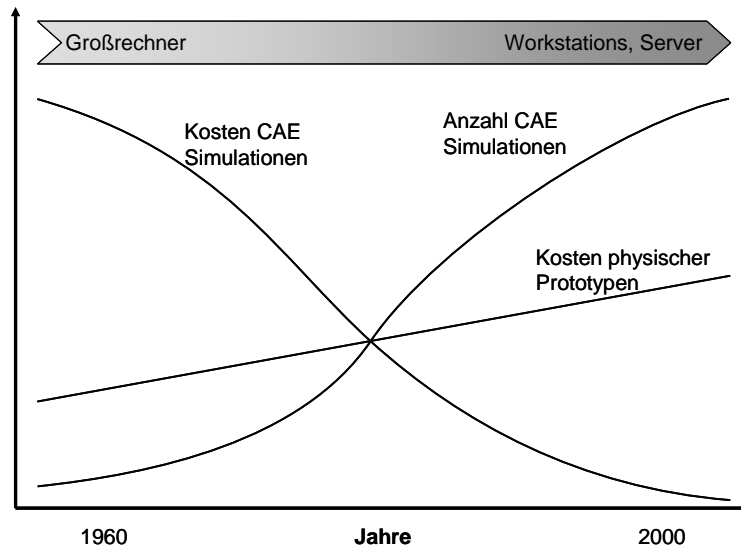 Großrechner
Workstations, Server
Kosten CAE
Simulationen
Anzahl CAE
Simulationen
Kosten physischer
Prototypen
1960
Jahre
2000